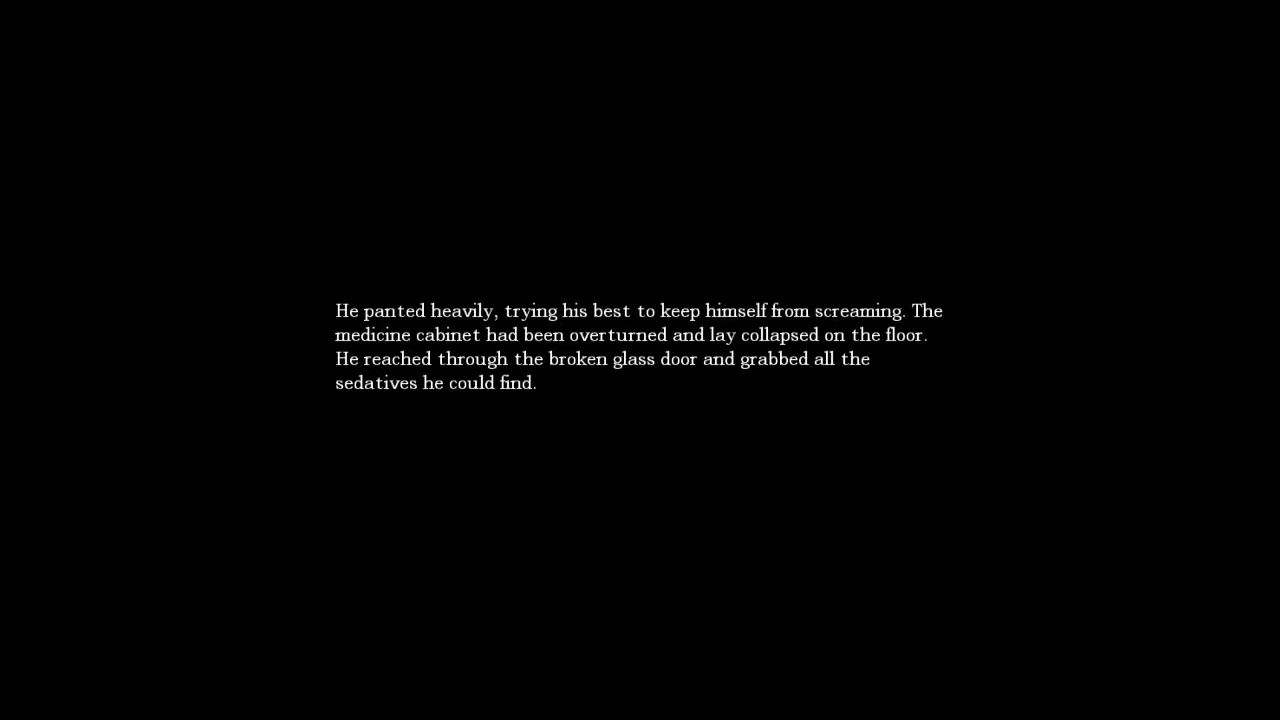 He panted heavily, trying his best to keep himself from screaming. The
medicine cabinet had been overturned and lay collapsed on the floor.
He reached through the broken glass door and grabbed all the
sedatives he could find.